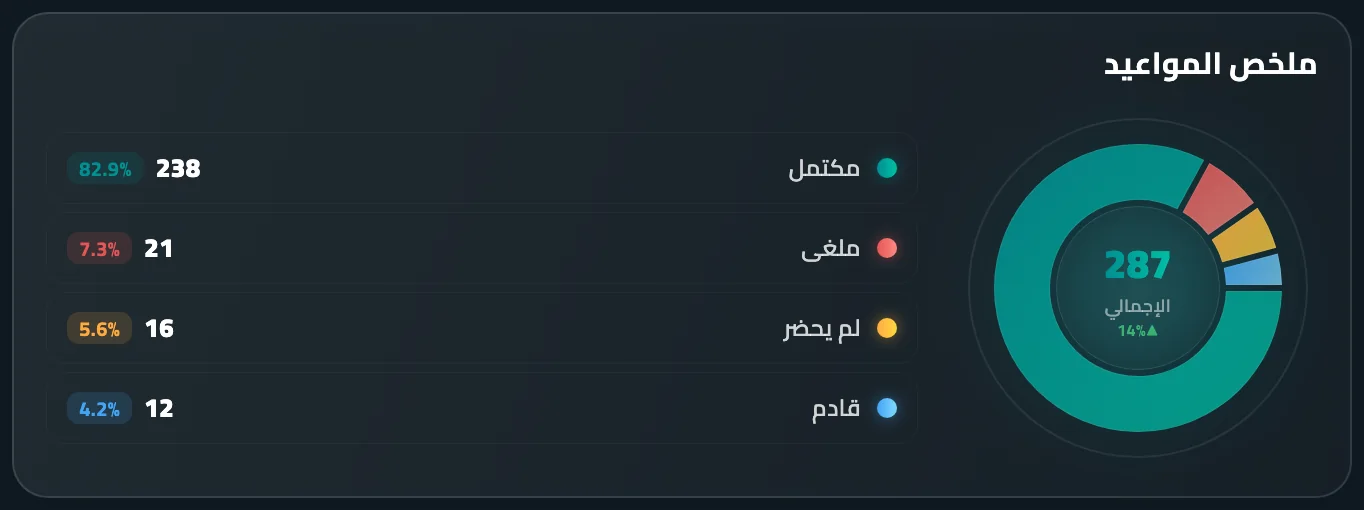 ملخص المواعيد
287
الإجمالي
▲14%
مكتمل 238 82.9%
ملغى 21 7.3%
لم يحضر 16 5.6%
قادم 12 4.2%